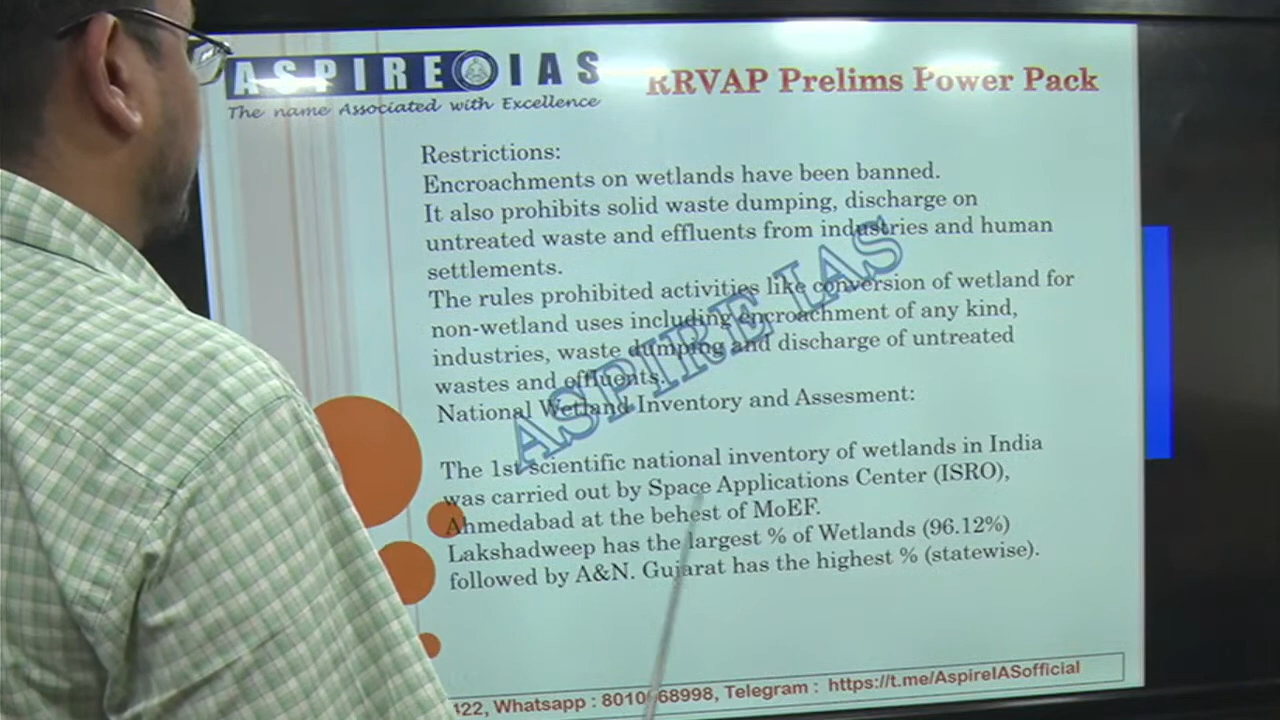 ASPIRE IAS
The name Associated with Excellence
RRVAP Prelims Power Pack
Restrictions:
Encroachments on wetlands have been banned.
It also prohibits solid waste dumping, discharge on
untreated waste and effluents from industries and human
settlements.
The rules prohibited activities like conversion of wetland for
non-wetland uses including encroachment of any kind,
industries, waste dumping and discharge of untreated
wastes and effluents.
National Wetland Inventory and Assesment:
The 1st scientific national inventory of wetlands in India
was carried out by Space Applications Center (ISRO),
Ahmedabad at the behest of MoEF.
Lakshadweep has the largest % of Wetlands (96.12%)
followed by A&N. Gujarat has the highest % (statewise).
ASPIRE IAS
422, Whatsapp : 8010068998, Telegram : https://t.me/AspireIASofficial